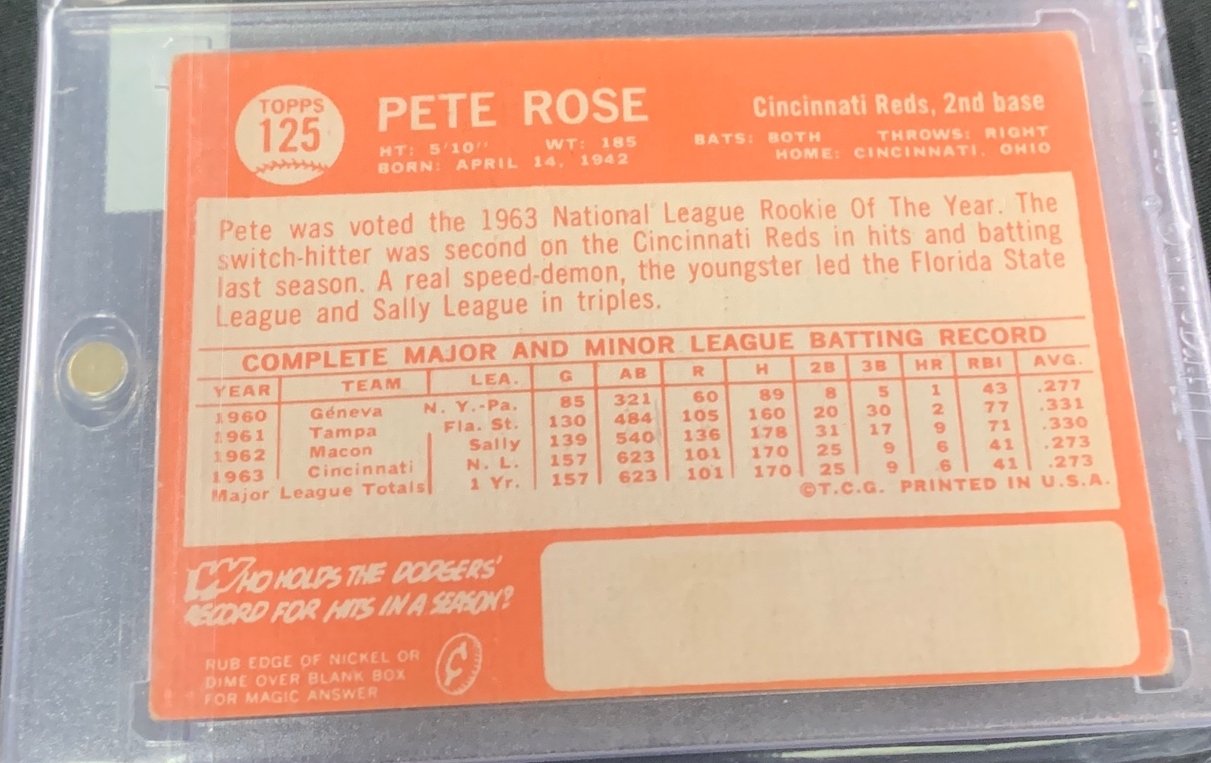 TOPPS
125
PETE ROSE
Cincinnati Reds, 2nd base
HT: 5'10" WT: 185 BATS: BOTH THROWS: RIGHT
BORN: APRIL 14, 1942 HOME: CINCINNATI, OHIO
Pete was voted the 1963 National League Rookie Of The Year. The
switch-hitter was second on the Cincinnati Reds in hits and batting
last season. A real speed-demon, the youngster led the Florida State
League and Sally League in triples.
COMPLETE MAJOR AND MINOR LEAGUE BATTING RECORD
YEAR TEAM LEA. G AB R H 2B 3B HR RBI AVG.
1960 Géneva N. Y.-Pa. 85 321 60 89 8 5 1 43 .277
1961 Tampa Fla. St. 130 484 105 160 20 30 2 77 .331
1962 Macon Sally 139 540 136 178 31 17 9 71 .330
1963 Cincinnati N. L. 157 623 101 170 25 9 6 41 .273
Major League Totals 1 Yr. 157 623 101 170 25 9 6 41 .273
©T.C.G. PRINTED IN U.S.A.
WHO HOLDS THE DODGERS'
RECORD FOR HITS IN A SEASON?
RUB EDGE OF NICKEL OR
DIME OVER BLANK BOX
FOR MAGIC ANSWER